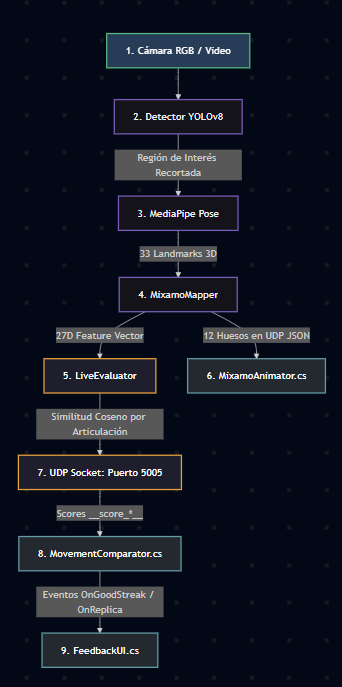 1. Cámara RGB / Video
2. Detector YOLOv8
Región de Interés
Recortada
3. MediaPipe Pose
33 Landmarks 3D
4. MixamoMapper
27D Feature Vector
12 Huesos en UDP JSON
5. LiveEvaluator
6. MixamoAnimator.cs
Similitud Coseno por
Articulación
7. UDP Socket: Puerto 5005
Scores __score_*__
8. MovementComparator.cs
Eventos OnGoodStreak /
OnReplica
9. FeedbackUI.cs